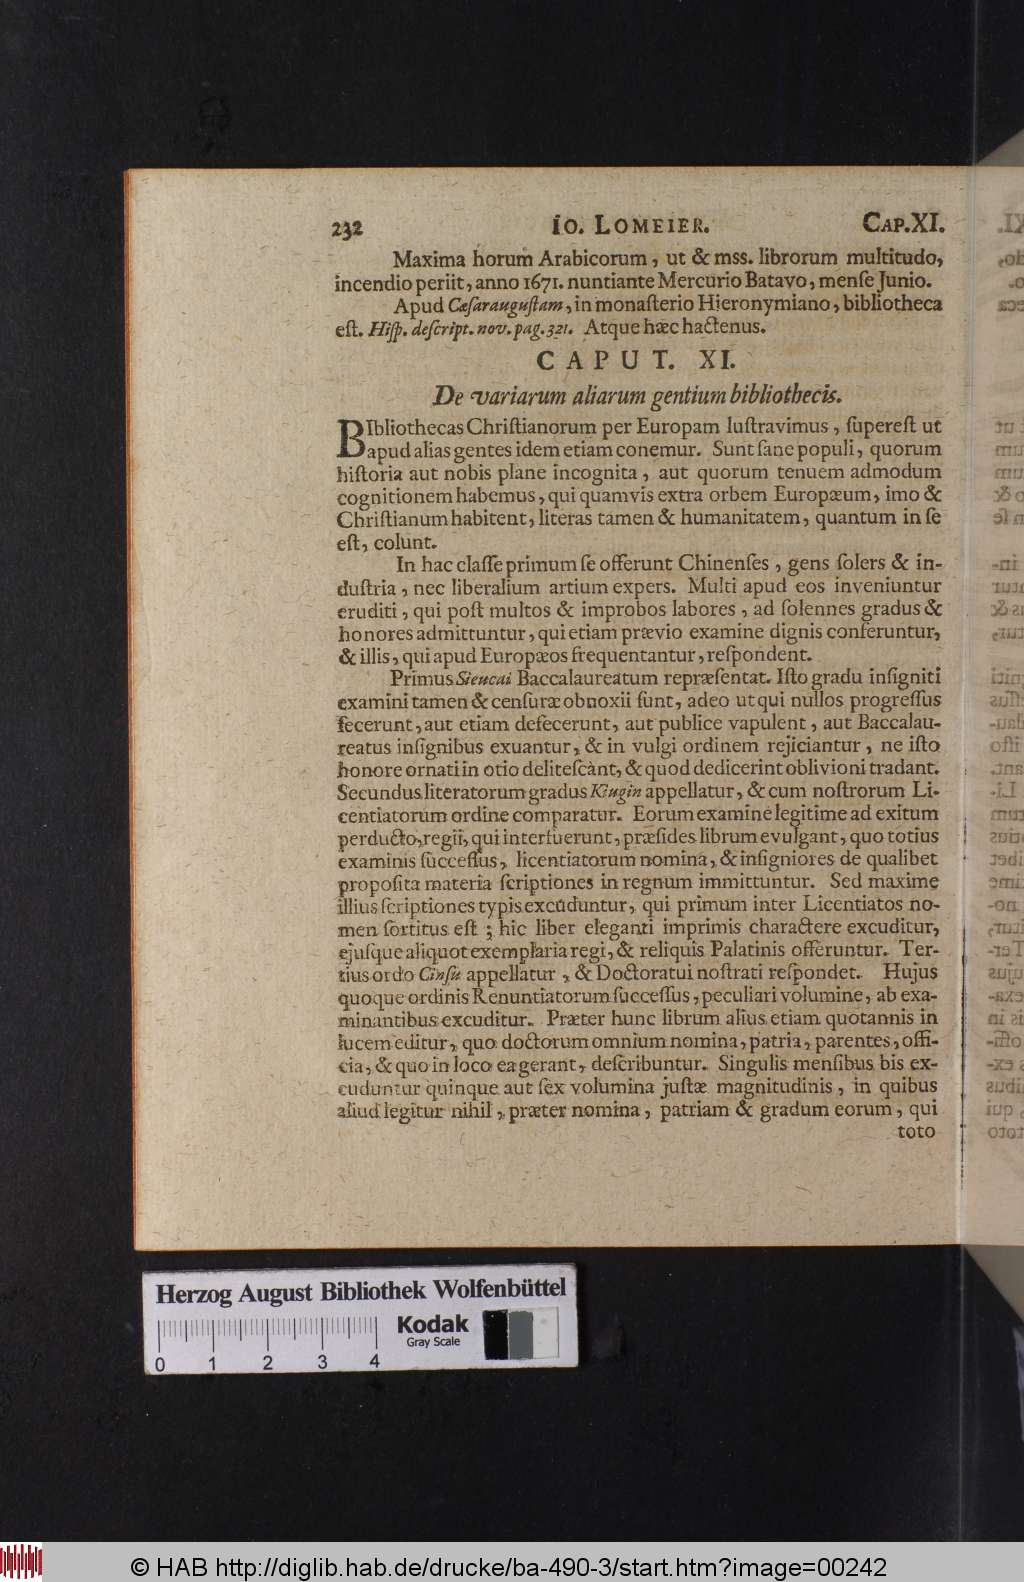 232 IO. LOMEIER. CAP.XI.
Maxima horum Arabicorum, ut & mss. librorum multitudo,
incendio periit, anno 1671. nuntiante Mercurio Batavo, menſe Junio.
Apud Cæſarauguſtam, in monaſterio Hieronymiano, bibliotheca
eſt. Hiſp. deſcript. nov. pag. 321. Atque hæc hactenus.
CAPUT. XI.
De variarum aliarum gentium bibliothecis.
BIbliothecas Chriſtianorum per Europam luſtravimus, ſupereſt ut
apud alias gentes idem etiam conemur. Sunt ſane populi, quorum
hiſtoria aut nobis plane incognita, aut quorum tenuem admodum
cognitionem habemus, qui quamvis extra orbem Europæum, imo &
Chriſtianum habitent, literas tamen & humanitatem, quantum in ſe
eſt, colunt.
In hac claſſe primum ſe offerunt Chinenſes, gens ſolers & in-
duſtria, nec liberalium artium expers. Multi apud eos inveniuntur
eruditi, qui poſt multos & improbos labores, ad ſolennes gradus &
honores admittuntur, qui etiam prævio examine dignis conferuntur,
& illis, qui apud Europæos frequentantur, reſpondent.
Primus Sieucai Baccalaureatum repræſentat. Iſto gradu inſigniti
examini tamen & cenſuræ obnoxii ſunt, adeo ut qui nullos progreſſus
fecerunt, aut etiam defecerunt, aut publice vapulent, aut Baccalau-
reatus inſignibus exuantur, & in vulgi ordinem rejiciantur, ne iſto
honore ornati in otio deliteſcant, & quod dedicerint oblivioni tradant.
Secundus literatorum gradus Kiugin appellatur, & cum noſtrorum Li-
centiatorum ordine comparatur. Eorum examine legitime ad exitum
perducto, regii, qui interfuerunt, præſides librum evulgant, quo totius
examinis ſucceſſus, licentiatorum nomina, & inſigniores de qualibet
propoſita materia ſcriptiones in regnum immittuntur. Sed maxime
illius ſcriptiones typis excuduntur, qui primum inter Licentiatos no-
men ſortitus eſt; hic liber eleganti imprimis charactere excuditur,
ejuſque aliquot exemplaria regi, & reliquis Palatinis offeruntur. Ter-
tius ordo Cinſu appellatur, & Doctoratui noſtrati reſpondet. Hujus
quoque ordinis Renuntiatorum ſucceſſus, peculiari volumine, ab exa-
minantibus excuditur. Præter hunc librum alius etiam quotannis in
lucem editur, quo doctorum omnium nomina, patria, parentes, offi-
cia, & quo in loco ea gerant, deſcribuntur. Singulis menſibus bis ex-
cuduntur quinque aut ſex volumina juſtæ magnitudinis, in quibus
aliud legitur nihil, præter nomina, patriam & gradum eorum, qui
toto
Herzog August Bibliothek Wolfenbüttel
Kodak
Gray Scale
0 1 2 3 4
© HAB http://diglib.hab.de/drucke/ba-490-3/start.htm?image=00242